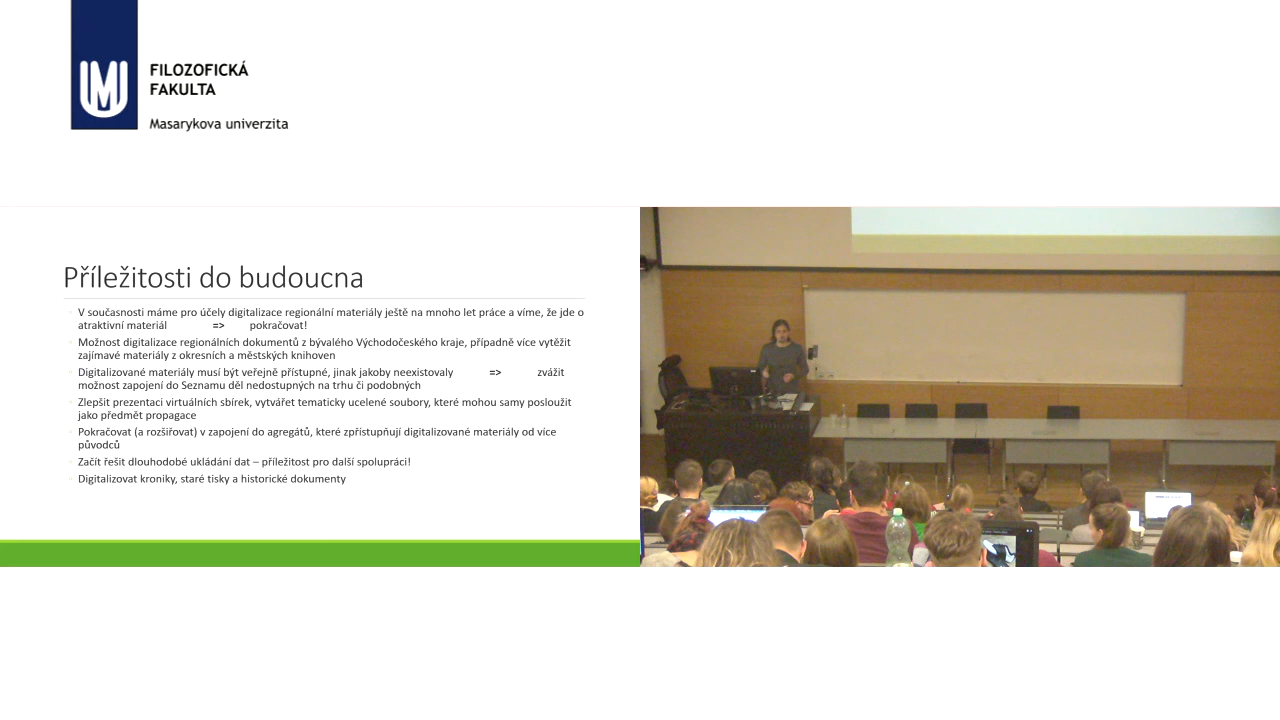 FILOZOFICKÁ
FAKULTA
Masarykova univerzita
Příležitosti do budoucna
V současnosti máme pro účely digitalizace regionální materiály ještě na mnoho let práce a víme, že jde o
atraktivní materiál => pokračovat!
Možnost digitalizace regionálních dokumentů z bývalého Východočeského kraje, případně více vytěžit
zajímavé materiály z okresních a městských knihoven
Digitalizované materiály musí být veřejně přístupné, jinak jakoby neexistovaly => zvážit
možnost zapojení do Seznamu děl nedostupných na trhu či podobných
Zlepšit prezentaci virtuálních sbírek, vytvářet tematicky ucelené soubory, které mohou samy posloužit
jako předmět propagace
Pokračovat (a rozšiřovat) v zapojení do agregátů, které zpřístupňují digitalizované materiály od více
původců
Začít řešit dlouhodobé ukládání dat – příležitost pro další spolupráci!
Digitalizovat kroniky, staré tisky a historické dokumenty